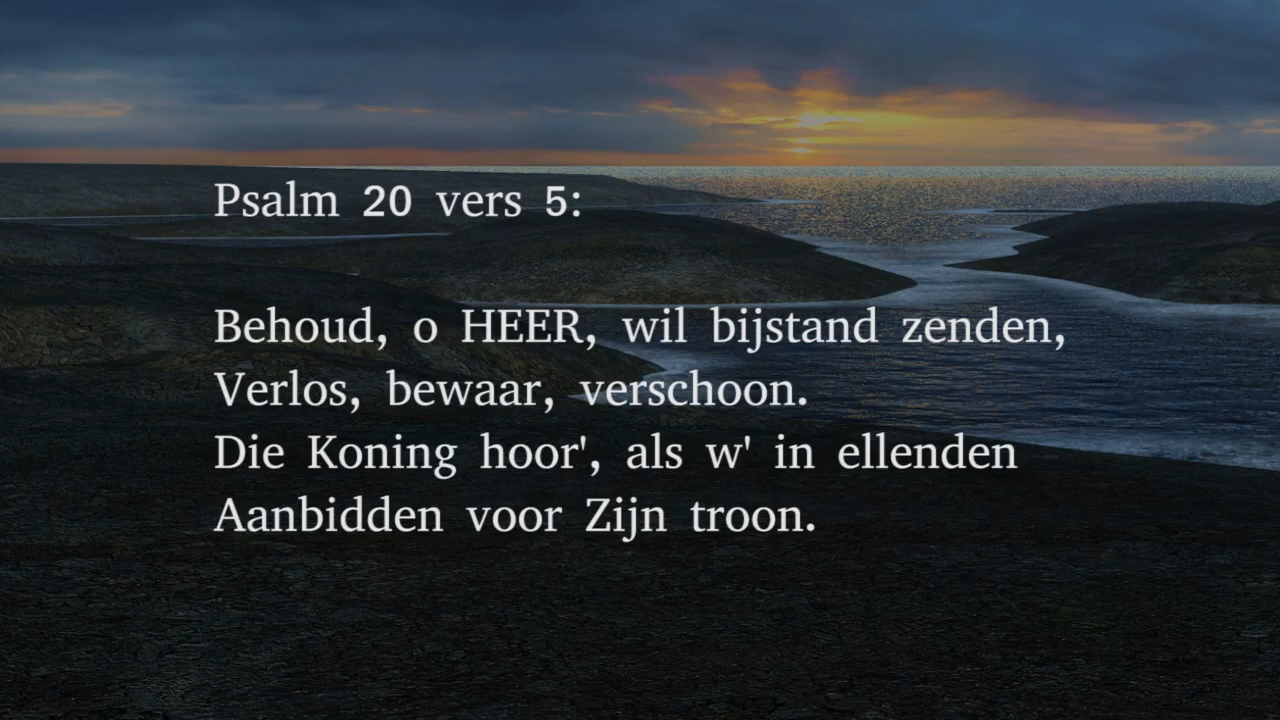 Psalm 20 vers 5:
Behoud, o HEER, wil bijstand zenden,
Verlos, bewaar, verschoon.
Die Koning hoor', als w' in ellenden
Aanbidden voor Zijn troon.